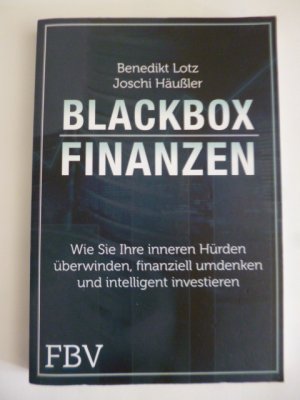 Benedikt Lotz
Joschi Häußler
BLACKBOX
FINANZEN
Wie Sie Ihre inneren Hürden
überwinden, finanziell umdenken
und intelligent investieren
FBV